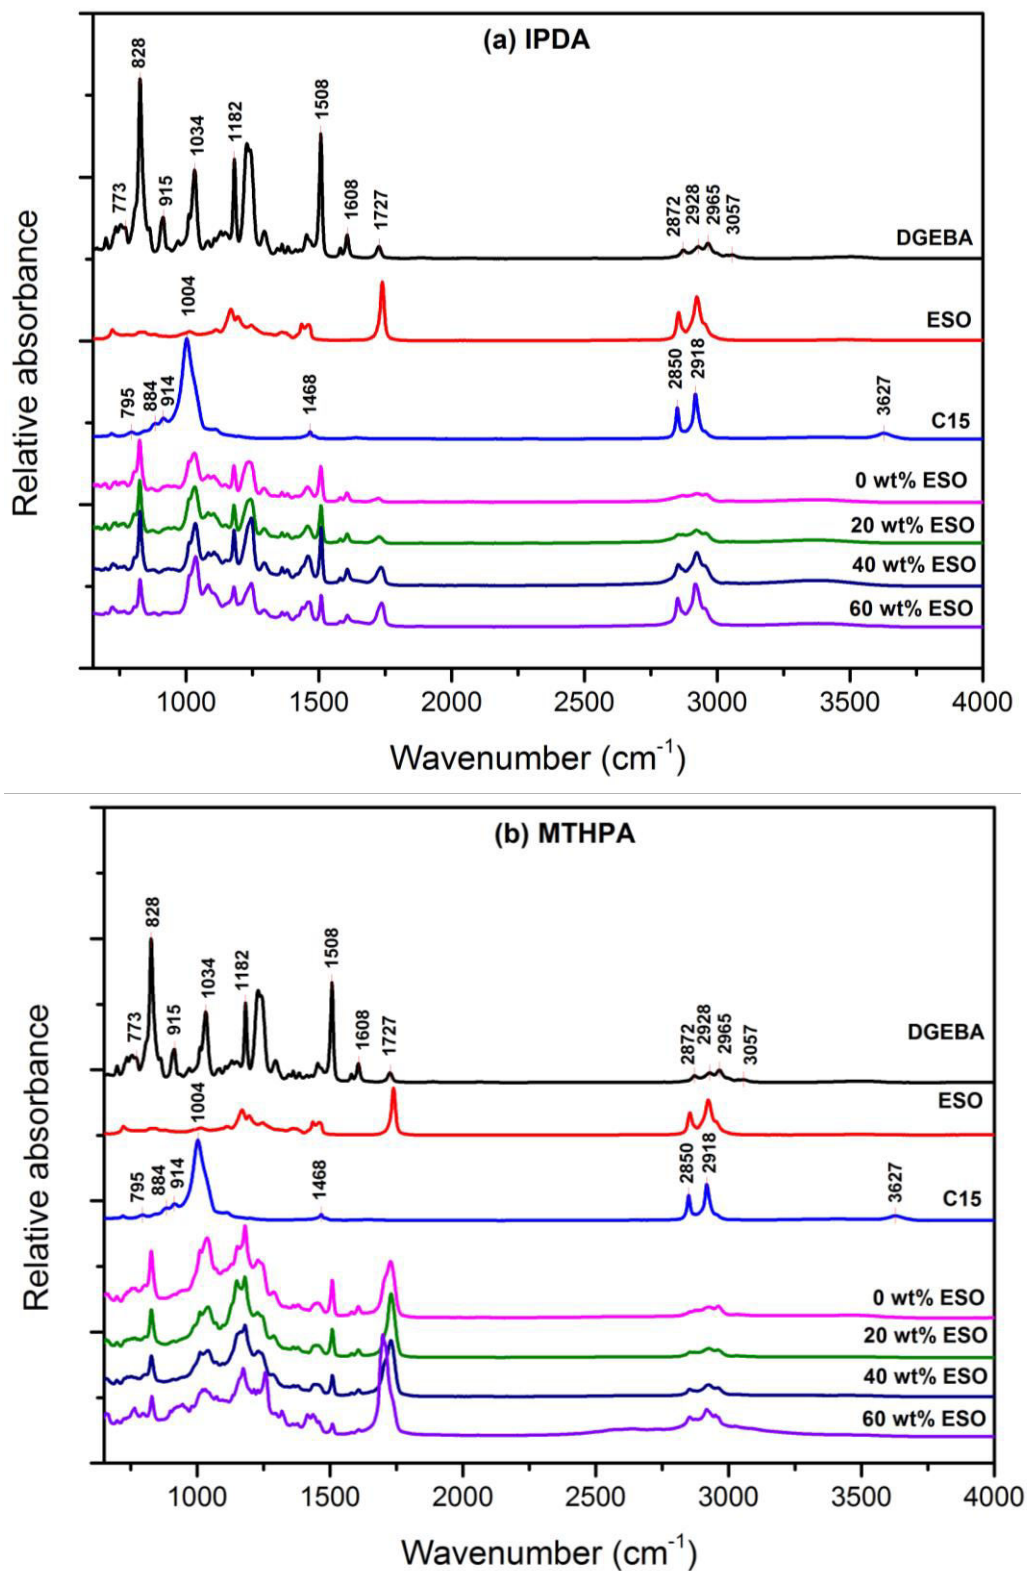 (a) IPDA
828
1508
1034
1182
773
915
1608
1727
2872
2928
2965
3057
DGEBA
1004
ESO
795
884
914
1468
2850
2918
3627
C15
0 wt% ESO
20 wt% ESO
40 wt% ESO
60 wt% ESO
Relative absorbance
1000 1500 2000 2500 3000 3500 4000
Wavenumber (cm-1)
(b) MTHPA
828
1508
1034
1182
773
915
1608
1727
2872
2928
2965
3057
DGEBA
1004
ESO
795
884
914
1468
2850
2918
3627
C15
0 wt% ESO
20 wt% ESO
40 wt% ESO
60 wt% ESO
Relative absorbance
1000 1500 2000 2500 3000 3500 4000
Wavenumber (cm-1)